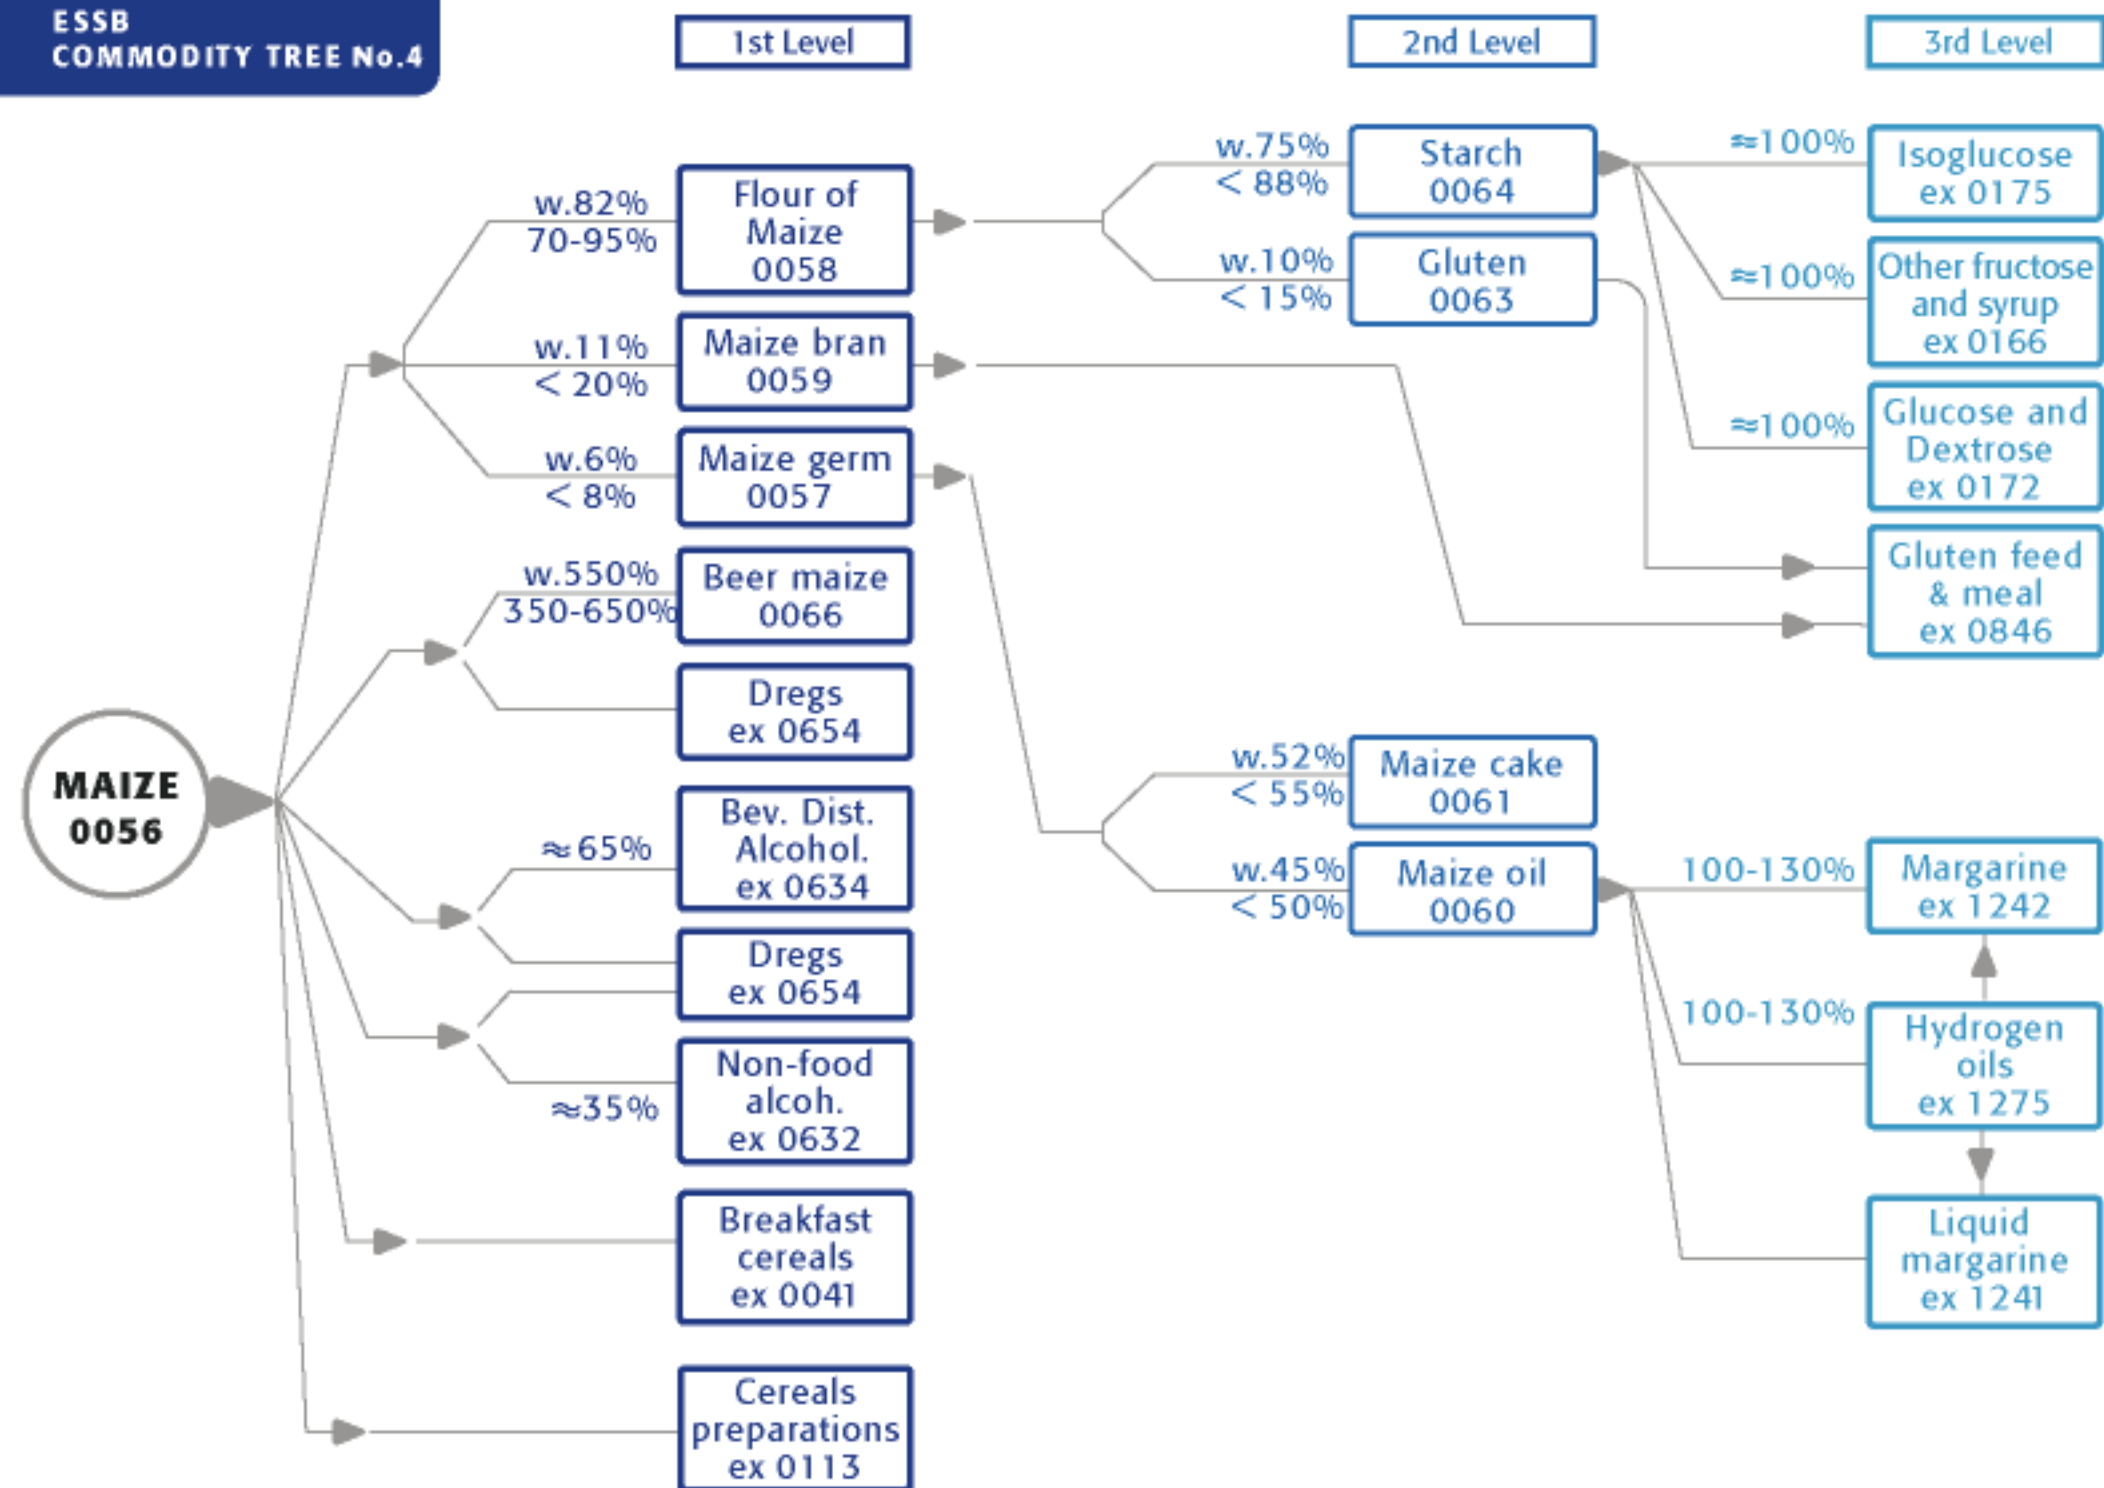 ESSB
COMMODITY TREE No.4
1st Level
2nd Level
3rd Level
MAIZE
0056
w.82%
70-95%
Flour of
Maize
0058
w.11%
< 20%
Maize bran
0059
w.6%
< 8%
Maize germ
0057
w.550%
350-650%
Beer maize
0066
Dregs
ex 0654
≈65%
Bev. Dist.
Alcohol.
ex 0634
Dregs
ex 0654
≈35%
Non-food
alcoh.
ex 0632
Breakfast
cereals
ex 0041
Cereals
preparations
ex 0113
w.75%
< 88%
Starch
0064
w.10%
< 15%
Gluten
0063
w.52%
< 55%
Maize cake
0061
w.45%
< 50%
Maize oil
0060
≈100%
Isoglucose
ex 0175
≈100%
Other fructose
and syrup
ex 0166
≈100%
Glucose and
Dextrose
ex 0172
Gluten feed
& meal
ex 0846
100-130%
Margarine
ex 1242
100-130%
Hydrogen
oils
ex 1275
Liquid
margarine
ex 1241